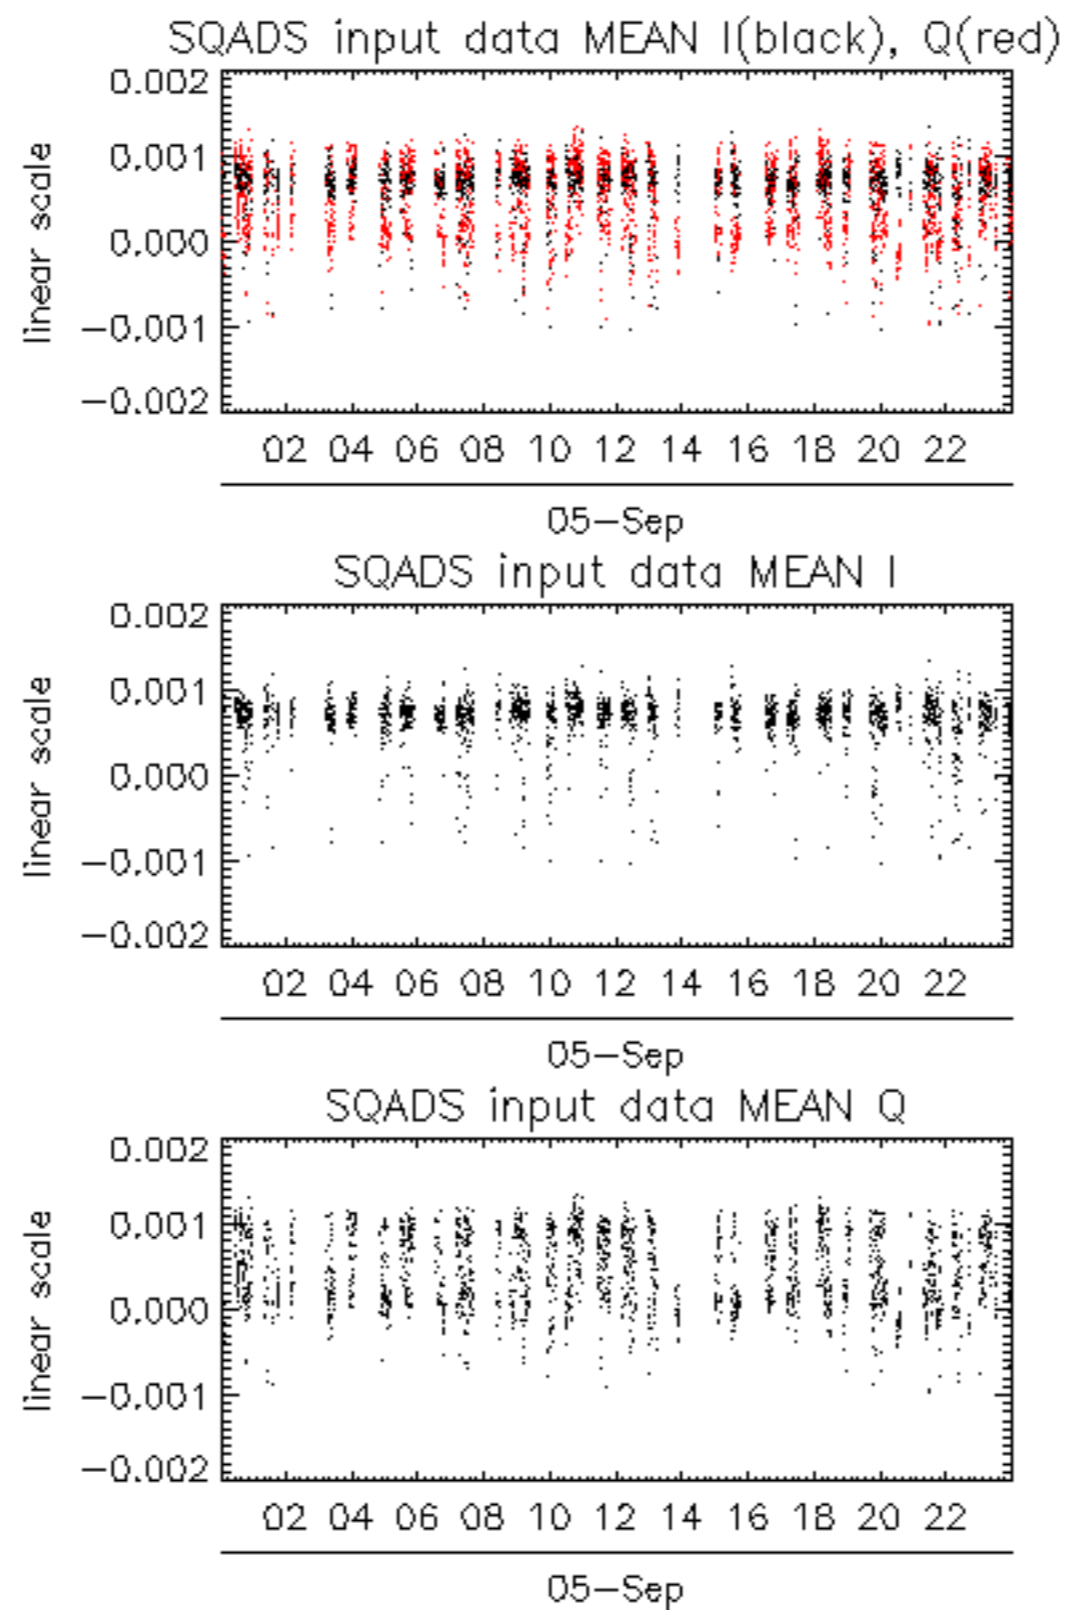 SQADS input data MEAN I(black), Q(red)
0.002
0.001
0.000
−0.001
−0.002
linear scale
02 04 06 08 10 12 14 16 18 20 22
05−Sep
SQADS input data MEAN I
0.002
0.001
0.000
−0.001
−0.002
linear scale
02 04 06 08 10 12 14 16 18 20 22
05−Sep
SQADS input data MEAN Q
0.002
0.001
0.000
−0.001
−0.002
linear scale
02 04 06 08 10 12 14 16 18 20 22
05−Sep